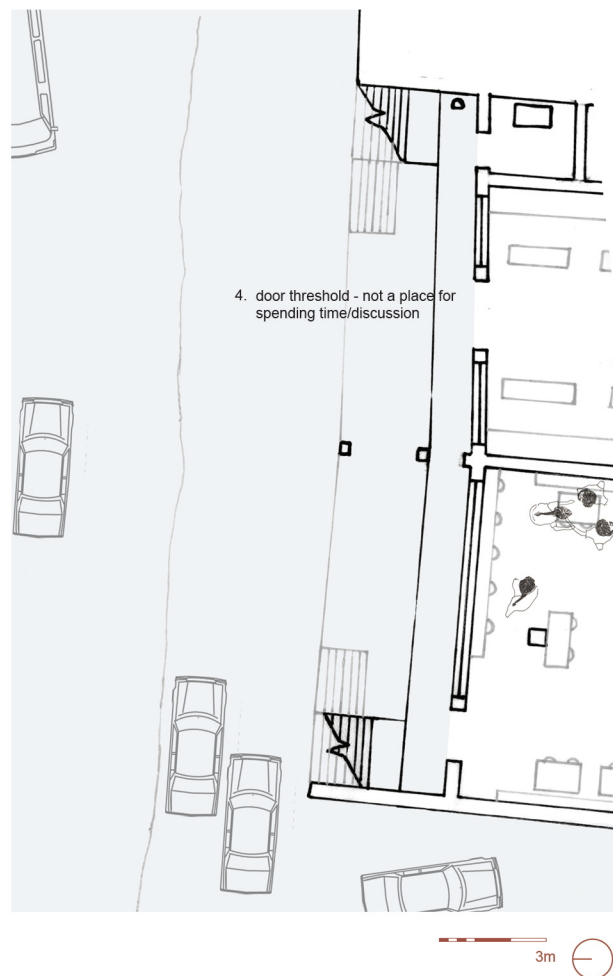 4. door threshold - not a place for
spending time/discussion
3m